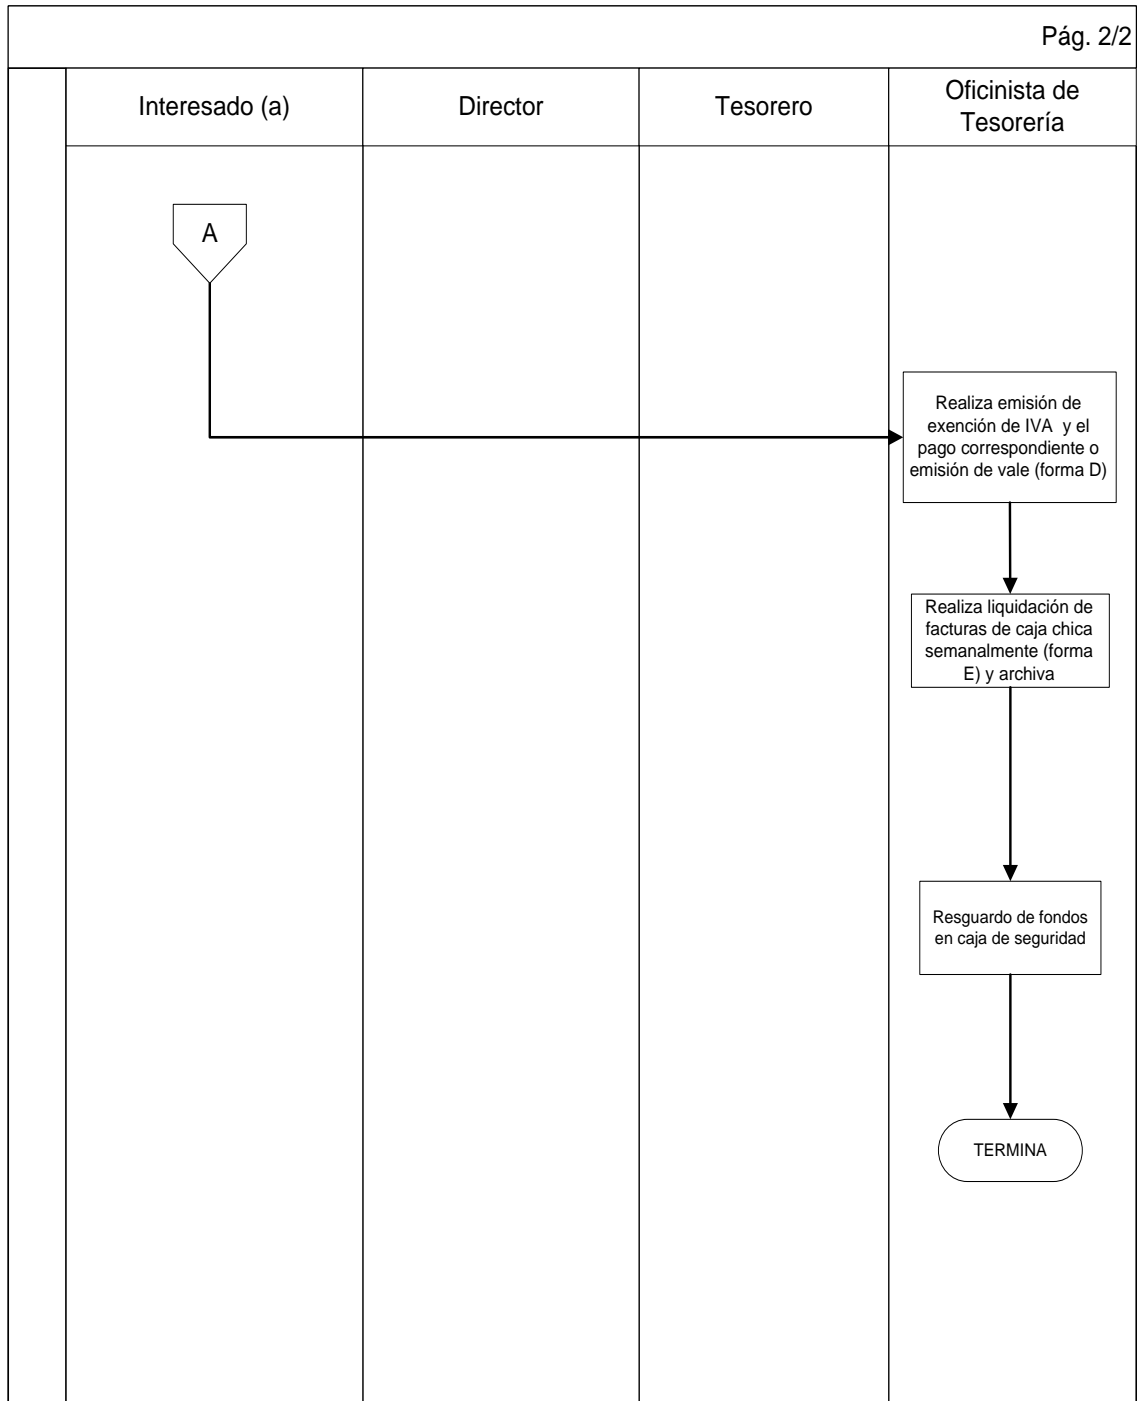 Pág. 2/2
Interesado (a)
Director
Tesorero
Oficinista de
Tesorería
A
Realiza emisión de
exención de IVA  y el
pago correspondiente o
emisión de vale (forma D)
Realiza liquidación de
facturas de caja chica
semanalmente (forma
E) y archiva
Resguardo de fondos
en caja de seguridad
TERMINA